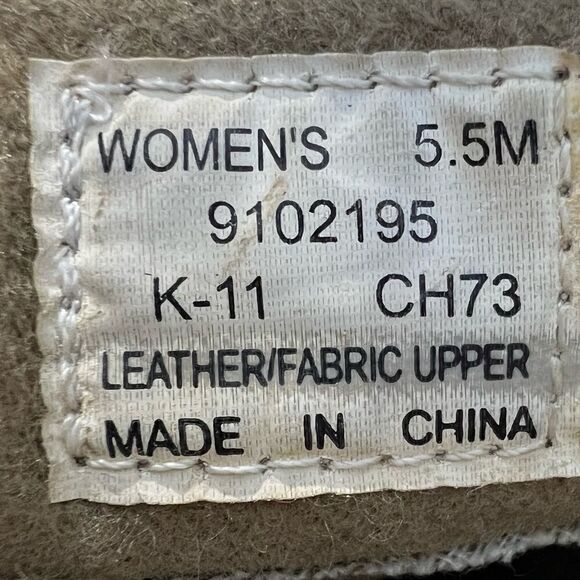 WOMEN'S 5.5M
9102195
K-11 CH73
LEATHER/FABRIC UPPER
MADE IN CHINA